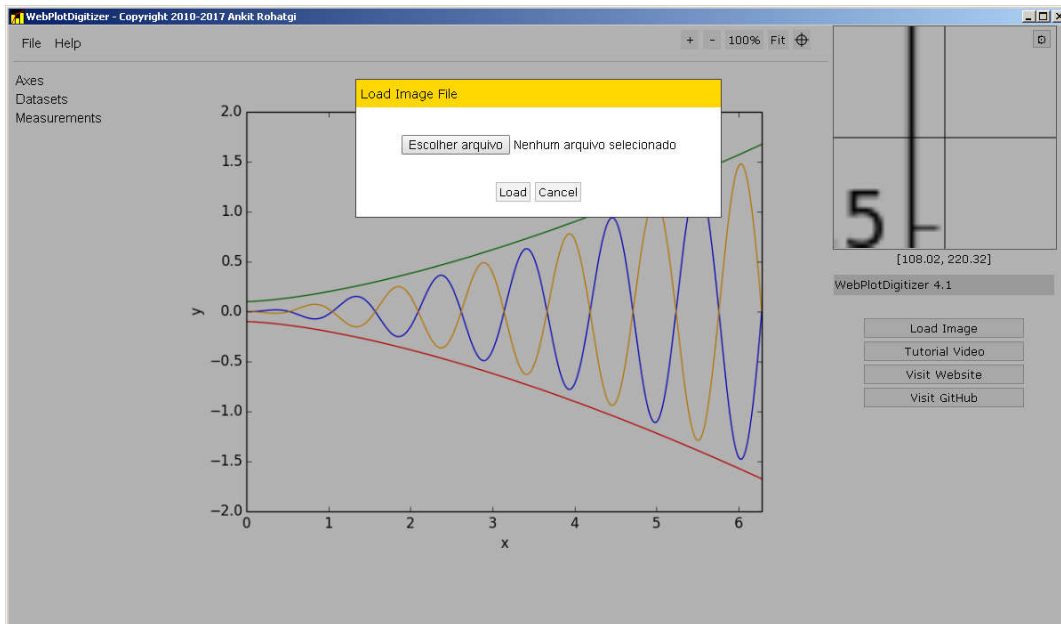 WebPlotDigitizer - Copyright 2010-2017 Ankit Rohatgi
File Help
+ - 100% Fit
Axes
Datasets
Measurements
Load Image File
Escolher arquivo Nenhum arquivo selecionado
Load Cancel
2.0
1.5
1.0
0.5
0.0
−0.5
−1.0
−1.5
−2.0
y
0 1 2 3 4 5 6
x
5
[108.02, 220.32]
WebPlotDigitizer 4.1
Load Image
Tutorial Video
Visit Website
Visit GitHub